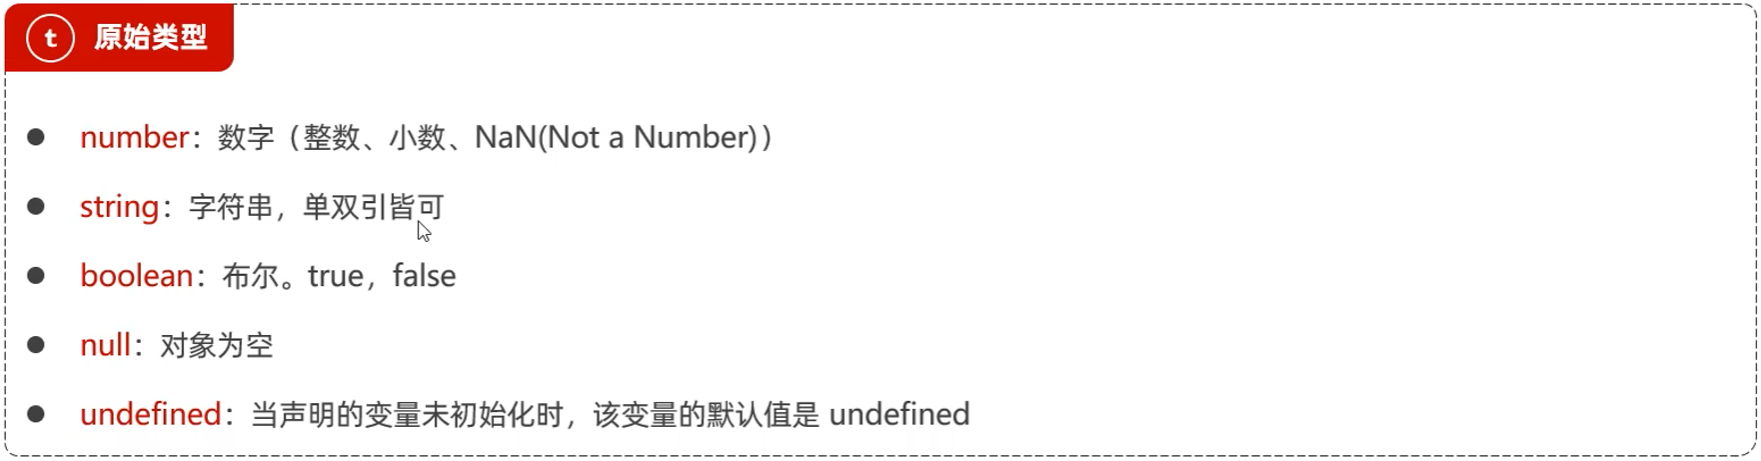 t 原始类型
number：数字（整数、小数、NaN(Not a Number)）
string：字符串，单双引皆可
boolean：布尔。true，false
null：对象为空
undefined：当声明的变量未初始化时，该变量的默认值是 undefined